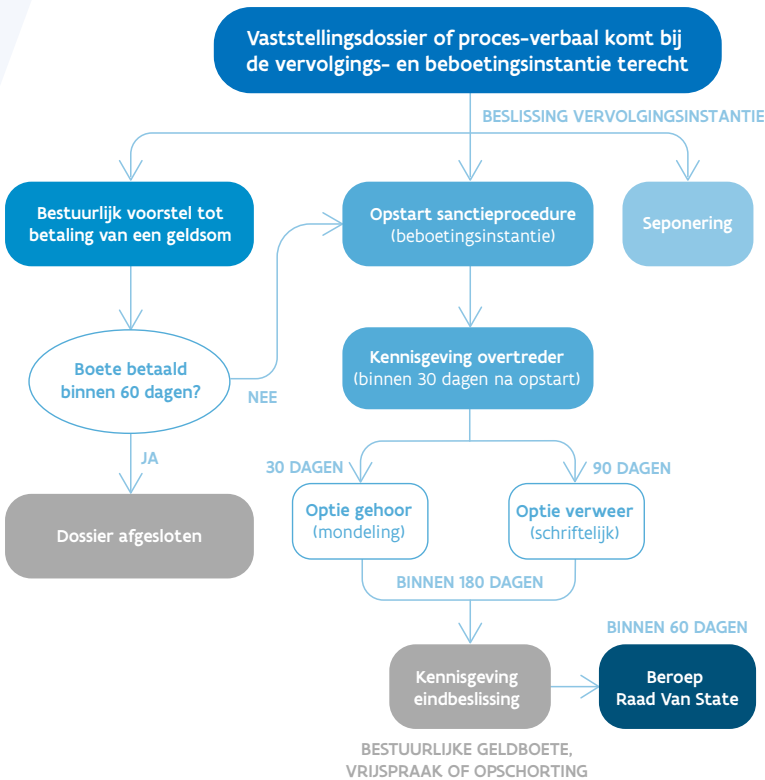 Vaststellingsdossier of proces-verbaal komt bij
de vervolgings- en beboetingsinstantie terecht
BESLISSING VERVOLGINGSINSTANTIE
Bestuurlijk voorstel tot
betaling van een geldsom
Opstart sanctieprocedure
(beboetingsinstantie)
Seponering
Boete betaald
binnen 60 dagen?
NEE
Kennisgeving overtreder
(binnen 30 dagen na opstart)
JA
30 DAGEN
90 DAGEN
Dossier afgesloten
Optie gehoor
(mondeling)
Optie verweer
(schriftelijk)
BINNEN 180 DAGEN
BINNEN 60 DAGEN
Kennisgeving
eindbeslissing
Beroep
Raad Van State
BESTUURLIJKE GELDBOETE,
VRIJSPRAAK OF OPSCHORTING